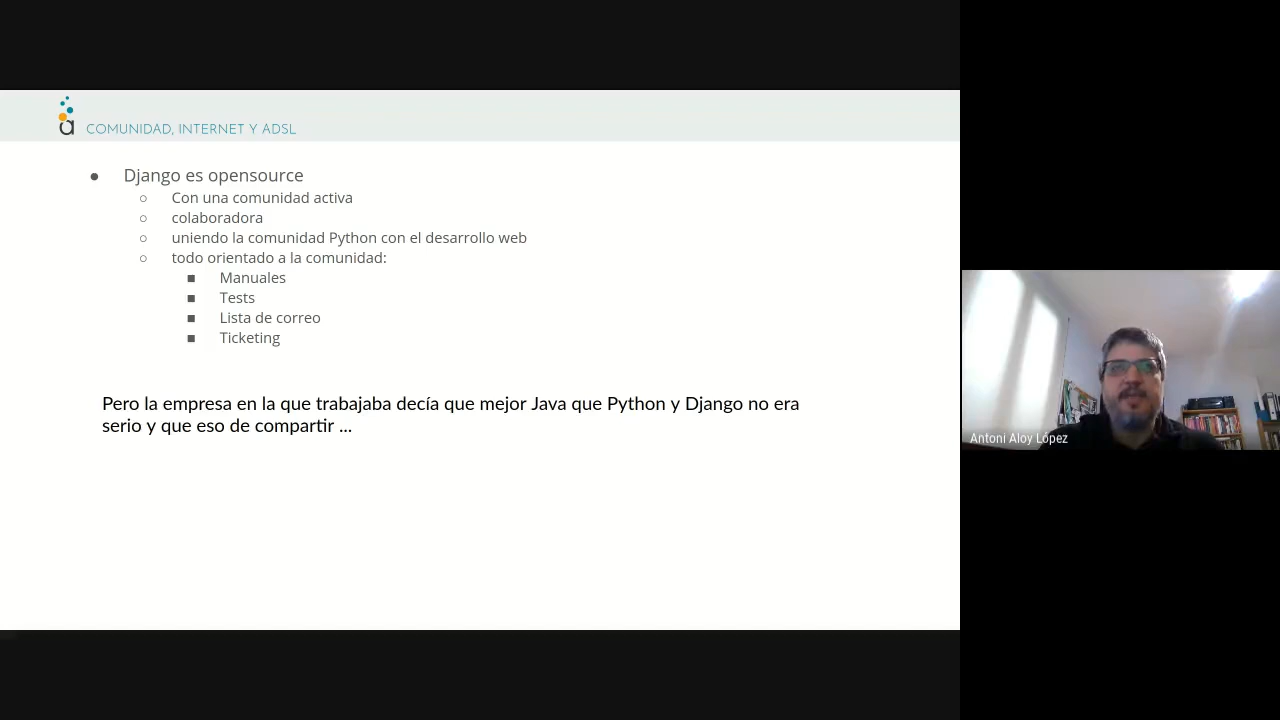 a COMUNIDAD, INTERNET Y ADSL
● Django es opensource
○ Con una comunidad activa
○ colaboradora
○ uniendo la comunidad Python con el desarrollo web
○ todo orientado a la comunidad:
■ Manuales
■ Tests
■ Lista de correo
■ Ticketing
Pero la empresa en la que trabajaba decía que mejor Java que Python y Django no era
serio y que eso de compartir ...
Antoni Aloy López